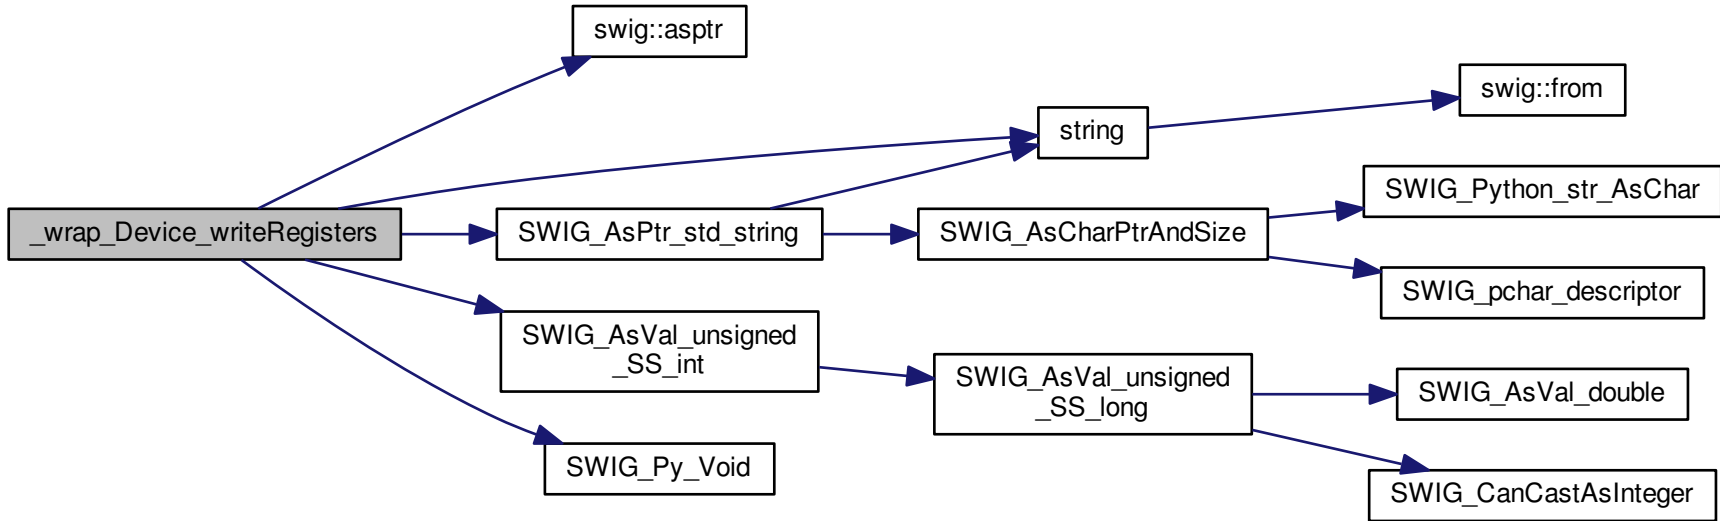 swig::asptr
swig::from
string
SWIG_Python_str_AsChar
_wrap_Device_writeRegisters
SWIG_AsPtr_std_string
SWIG_AsCharPtrAndSize
SWIG_pchar_descriptor
SWIG_AsVal_unsigned
_SS_int
SWIG_AsVal_unsigned
_SS_long
SWIG_AsVal_double
SWIG_Py_Void
SWIG_CanCastAsInteger